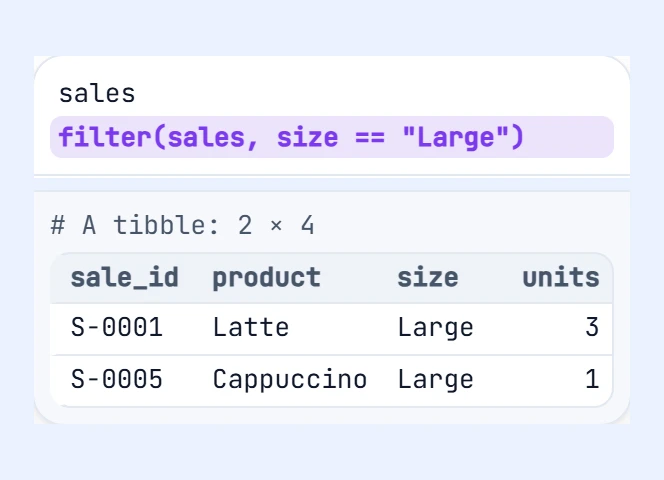 sales
filter(sales, size == "Large")
# A tibble: 2 × 4
sale_id product size units
S-0001 Latte Large 3
S-0005 Cappuccino Large 1